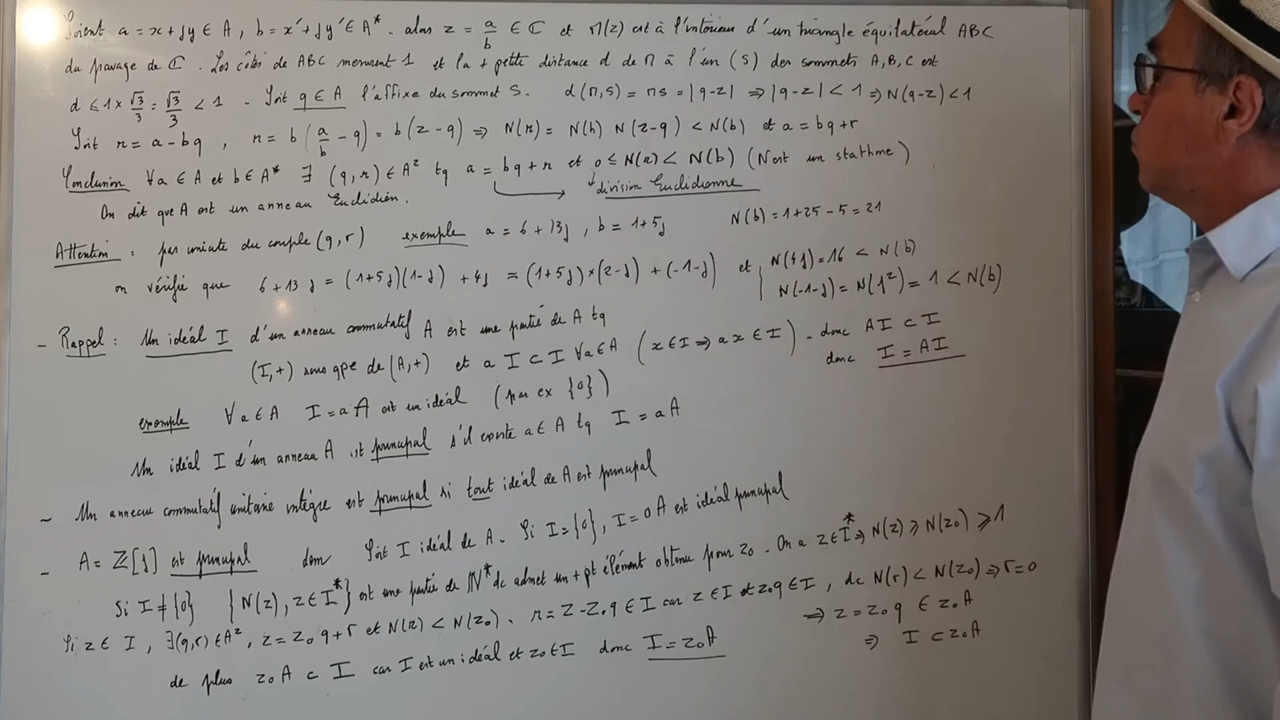 Soient a = x + jy ∈ A , b = x' + jy' ∈ A* . alors z = a/b ∈ ℂ et M(z) est à l'intérieur d'un triangle équilatéral ABC
du pavage de ℂ . Les côtés de ABC mesurent 1 et la + petite distance d de M à l'un (S) des sommets A, B, C est
d ⩽ 1 × √3/3 = √3/3 < 1 - Soit q ∈ A l'affixe du sommet S. d(M,S) = MS = |q-z| ⇒ |q-z| < 1 ⇒ N(q-z) < 1
Soit r = a - bq , r = b(a/b - q) = b(z - q) ⇒ N(r) = N(b) N(z-q) < N(b) et a = bq + r
Conclusion ∀a ∈ A et b ∈ A* ∃ (q,r) ∈ A² tq a = bq + r et 0 ⩽ N(r) < N(b) (N est un stathme)
On dit que A est un anneau Euclidien. → division Euclidienne
Attention : pas unicité du couple (q,r) exemple a = 6 + 13j , b = 1 + 5j N(b) = 1 + 25 - 5 = 21
on vérifie que 6 + 13j = (1+5j)(1-j) + 4j = (1+5j)×(2-j) + (-1-j) et { N(4j) = 16 < N(b)
N(-1-j) = N(j²) = 1 < N(b)
- Rappel : Un idéal I d'un anneau commutatif A est une partie de A tq
(I,+) sous gpe de (A,+) et a I ⊂ I ∀a ∈ A (x ∈ I ⇒ ax ∈ I) - donc AI ⊂ I
donc I = AI
exemple ∀a ∈ A I = aA est un idéal (par ex {0})
Un idéal I d'un anneau A est principal s'il existe a ∈ A tq I = aA
- Un anneau commutatif unitaire intègre est principal si tout idéal de A est principal
- A = ℤ[j] est principal dem Soit I idéal de A. Si I = {0}, I = 0A est idéal principal
Si I ≠ {0} {N(z), z ∈ I*} est une partie de ℕ* dc admet un + pt élément obtenu pour z₀ . On a z ∈ I* ⇒ N(z) ⩾ N(z₀) ⩾ 1
Si z ∈ I , ∃(q,r) ∈ A² , z = z₀ q + r et N(r) < N(z₀) . r = z - z₀q ∈ I car z ∈ I et z₀q ∈ I , dc N(r) < N(z₀) ⇒ r = 0
⇒ z = z₀ q ∈ z₀A
⇒ I ⊂ z₀A
de plus z₀A ⊂ I car I est un idéal et z₀ ∈ I donc I = z₀A